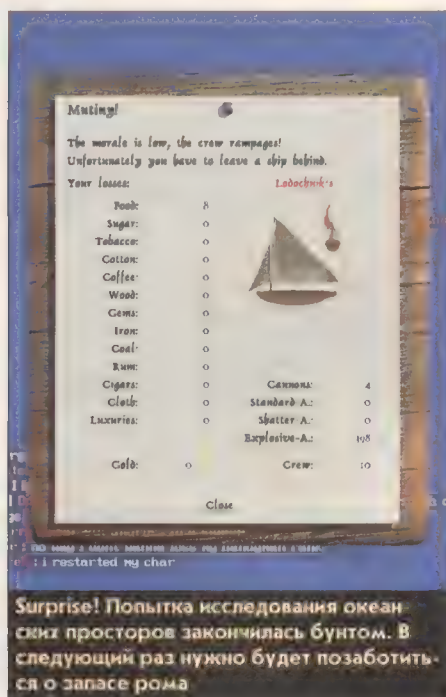 Mutiny!
The morale is low, the crew rampages!
Unfortunately you have to leave a ship behind.
Your losses: Lodochnik's
Food: 8
Sugar: 0
Tobacco: 0
Cotton: 0
Coffee: 0
Wood: 0
Gems: 0
Iron: 0
Coal: 0
Rum: 0
Cigars: 0 Cannons: 4
Cloth: 0 Standard A.: 0
Luxuries: 0 Shatter A.: 0
Explosive-A.: 198
Gold: 0 Crew: 10
Close
i restarted my char
Surprise! Попытка исследования океан-
ских просторов закончилась бунтом. В
следующий раз нужно будет позаботить-
ся о запасе рома